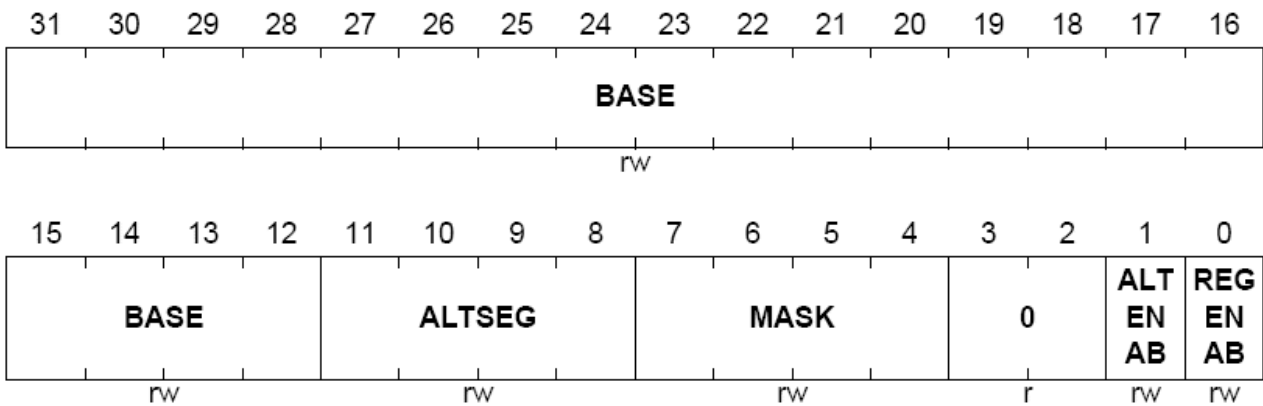 31 30 29 28 27 26 25 24 23 22 21 20 19 18 17 16
BASE
rw
15 14 13 12 11 10 9 8 7 6 5 4 3 2 1 0
BASE ALTSEG MASK 0 ALT EN AB REG EN AB
rw rw rw r rw rw